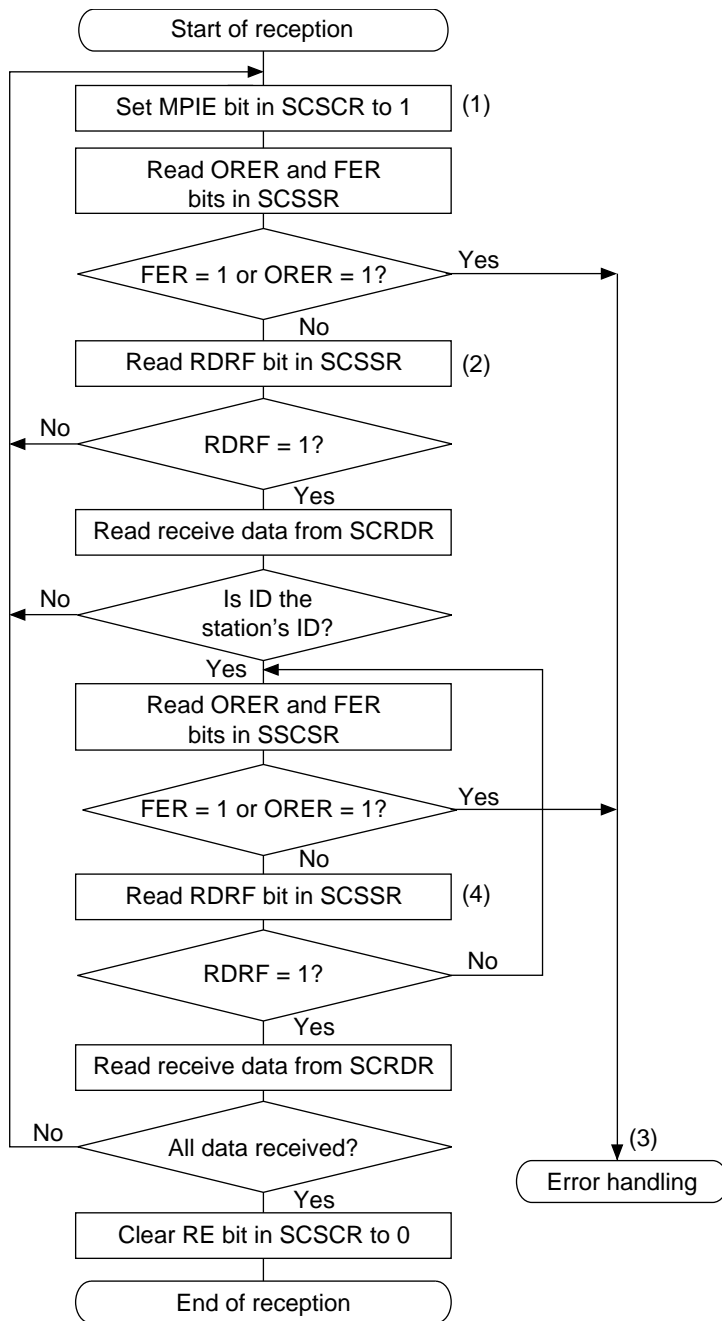 Start of reception
Set MPIE bit in SCSCR to 1
(1)
Read ORER and FER
bits in SCSSR
FER = 1 or ORER = 1?
Yes
No
Read RDRF bit in SCSSR
(2)
No
RDRF = 1?
Yes
Read receive data from SCRDR
No
Is ID the
station's ID?
Yes
Read ORER and FER
bits in SSCSR
FER = 1 or ORER = 1?
Yes
No
Read RDRF bit in SCSSR
(4)
RDRF = 1?
No
Yes
Read receive data from SCRDR
No
All data received?
(3)
Error handling
Yes
Clear RE bit in SCSCR to 0
End of reception